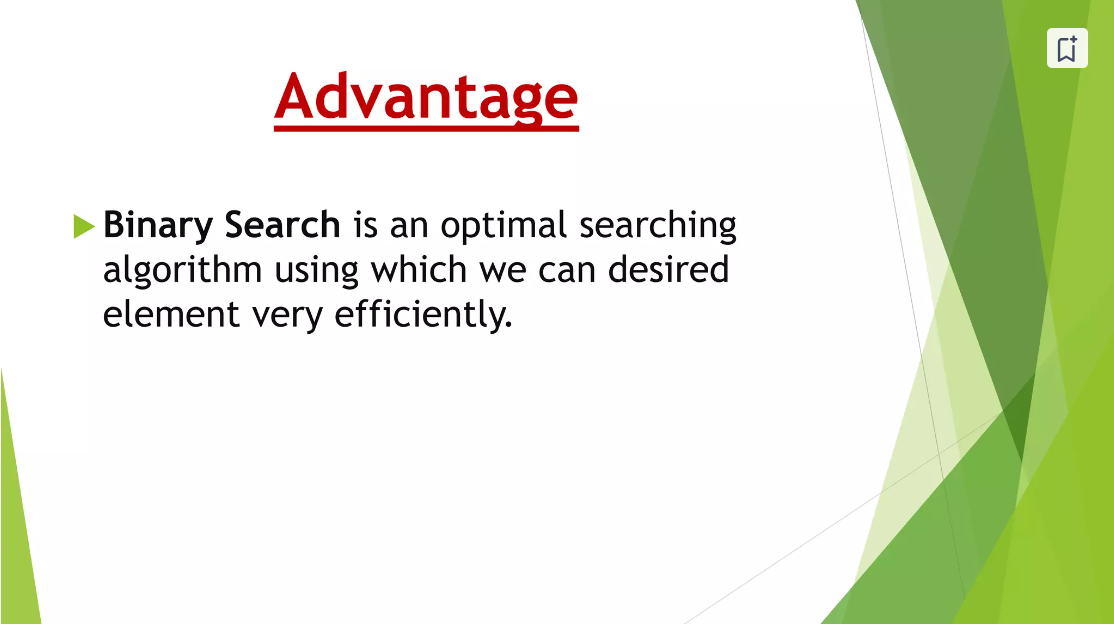 Advantage
Binary Search is an optimal searching
algorithm using which we can desired
element very efficiently.